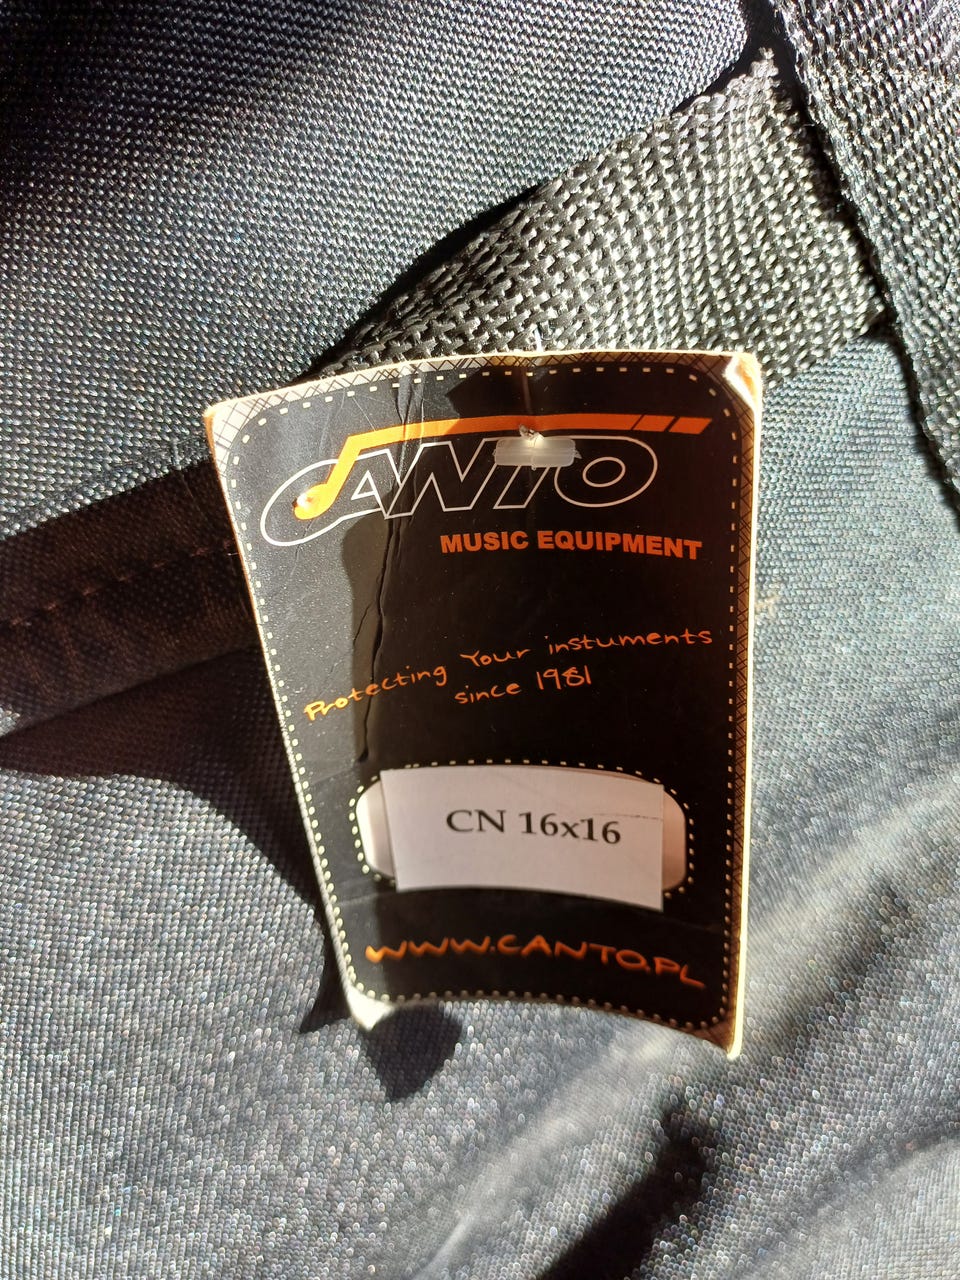 CANTO
MUSIC EQUIPMENT
Protecting Your instuments
since 1981
CN 16x16
WWW.CANTO.PL